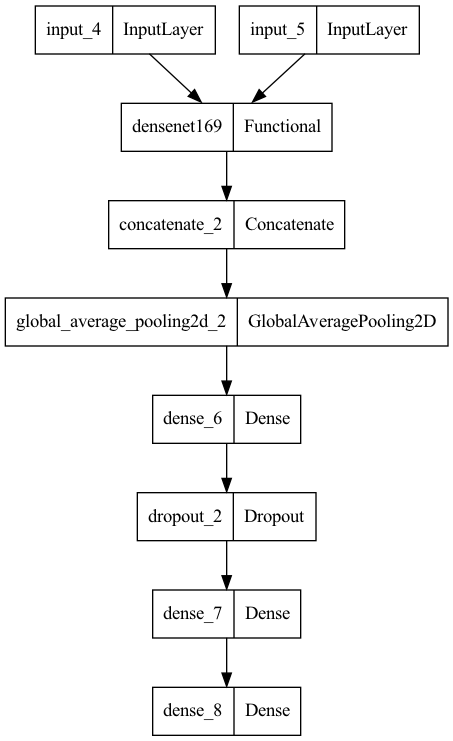 input_4 InputLayer input_5 InputLayer
densenet169 Functional
concatenate_2 Concatenate
global_average_pooling2d_2 GlobalAveragePooling2D
dense_6 Dense
dropout_2 Dropout
dense_7 Dense
dense_8 Dense